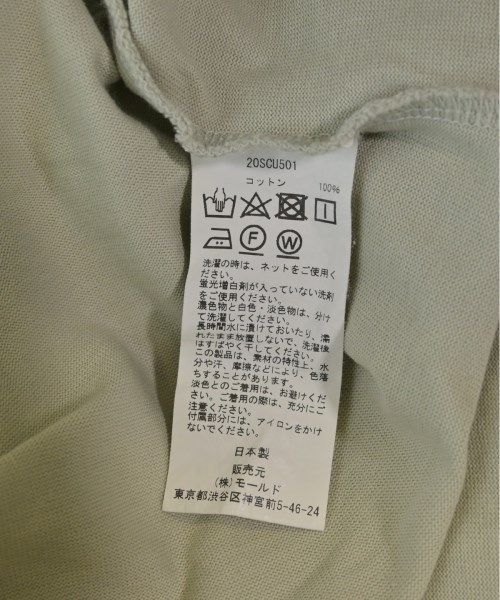 20SCU501
コットン 100%
F W
洗濯の時は、ネットをご使用く
ださい。
蛍光増白剤が入っていない洗剤
をご使用ください。
濃色物と白色・淡色物は、分け
て洗濯してください。
長時間水に漬けておいたり、濡
れたまま放置しないで、洗濯後
はすばやく干してください。
この製品は、素材の特性上、水
分や汗、摩擦などにより、色落
ちすることがあります。
淡色とのご着用は、お避けくだ
さい。ご着用の際は、充分にご
注意ください。
付属部分には、アイロンをかけ
ないでください。
日本製
販売元
(株)モールド
東京都渋谷区神宮前5-46-24